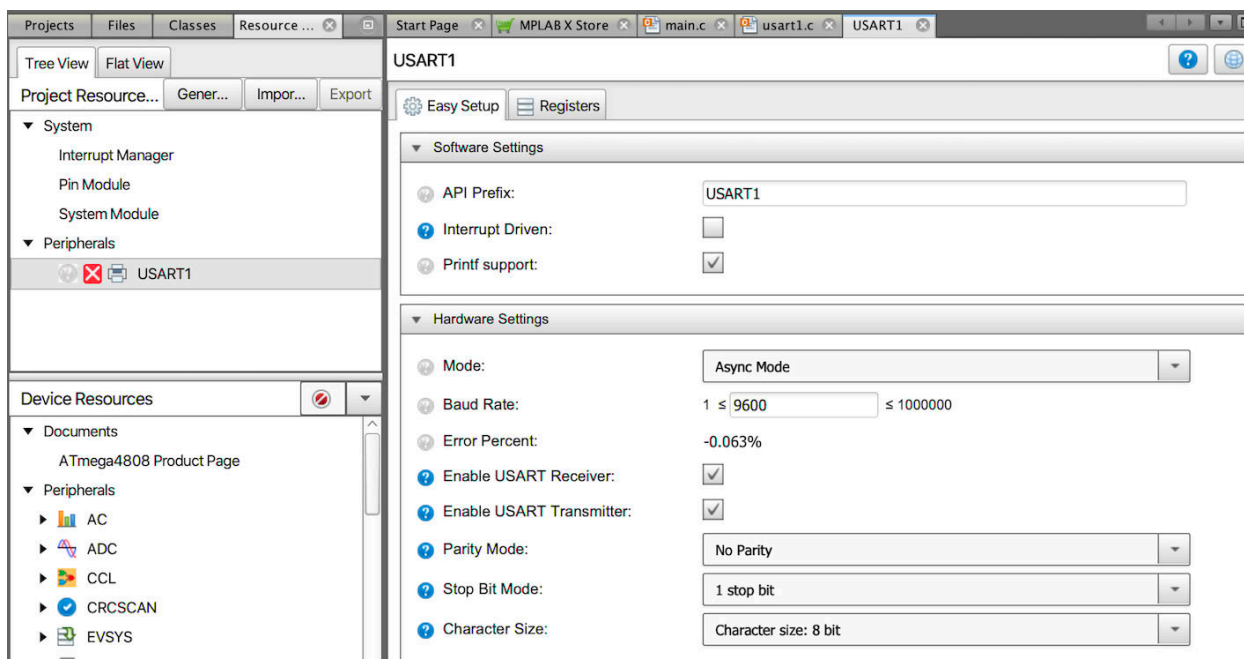 Projects Files Classes Resource ... Start Page MPLAB X Store main.c usart1.c USART1
Tree View Flat View
Project Resource... Gener... Impor... Export
System
Interrupt Manager
Pin Module
System Module
Peripherals
USART1
Device Resources
Documents
ATmega4808 Product Page
Peripherals
AC
ADC
CCL
CRCSCAN
EVSYS
USART1
Easy Setup Registers
Software Settings
API Prefix: USART1
Interrupt Driven:
Printf support:
Hardware Settings
Mode: Async Mode
Baud Rate: 1 ≤ 9600 ≤ 1000000
Error Percent: -0.063%
Enable USART Receiver:
Enable USART Transmitter:
Parity Mode: No Parity
Stop Bit Mode: 1 stop bit
Character Size: Character size: 8 bit